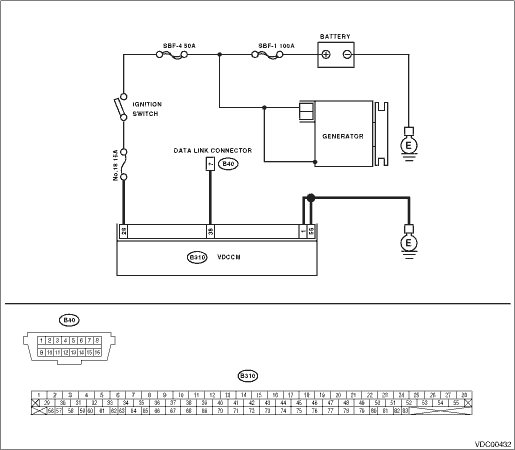 BATTERY
SBF-4 50A
SBF-1 100A
IGNITION
SWITCH
GENERATOR
E
DATA LINK CONNECTOR
No.18 15A
7
B40
28
38
1
55
E
B310
VDCCM
B40
1 2 3 4 5 6 7 8
9 10 11 12 13 14 15 16
B310
1 2 3 4 5 6 7 8 9 10 11 12 13 14 15 16 17 18 19 20 21 22 23 24 25 26 27 28
29 30 31 32 33 34 35 36 37 38 39 40 41 42 43 44 45 46 47 48 49 50 51 52 53 54 55
56 57 58 59 60 61 62 63 64 65 66 67 68 69 70 71 72 73 74 75 76 77 78 79 80 81 82 83
VDC00432